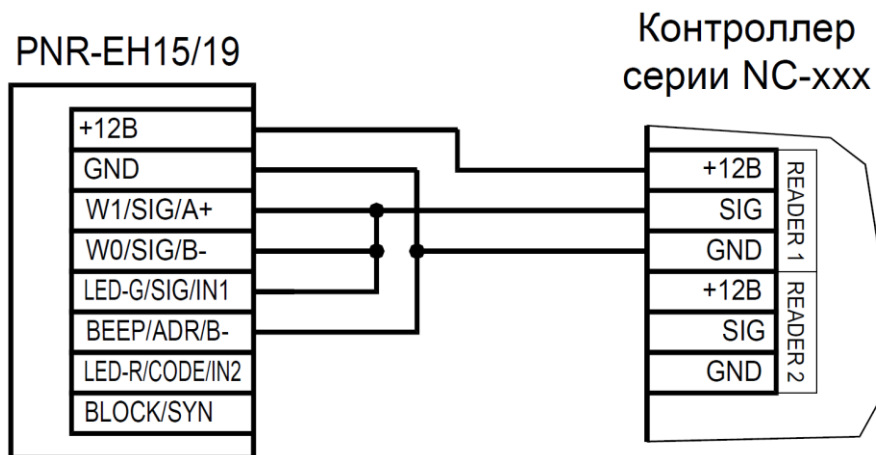 PNR-EH15/19
+12В
GND
W1/SIG/A+
W0/SIG/B-
LED-G/SIG/IN1
BEEP/ADR/B-
LED-R/CODE/IN2
BLOCK/SYN
Контроллер
серии NC-xxx
+12В
SIG
GND
READER 1
+12В
SIG
GND
READER 2